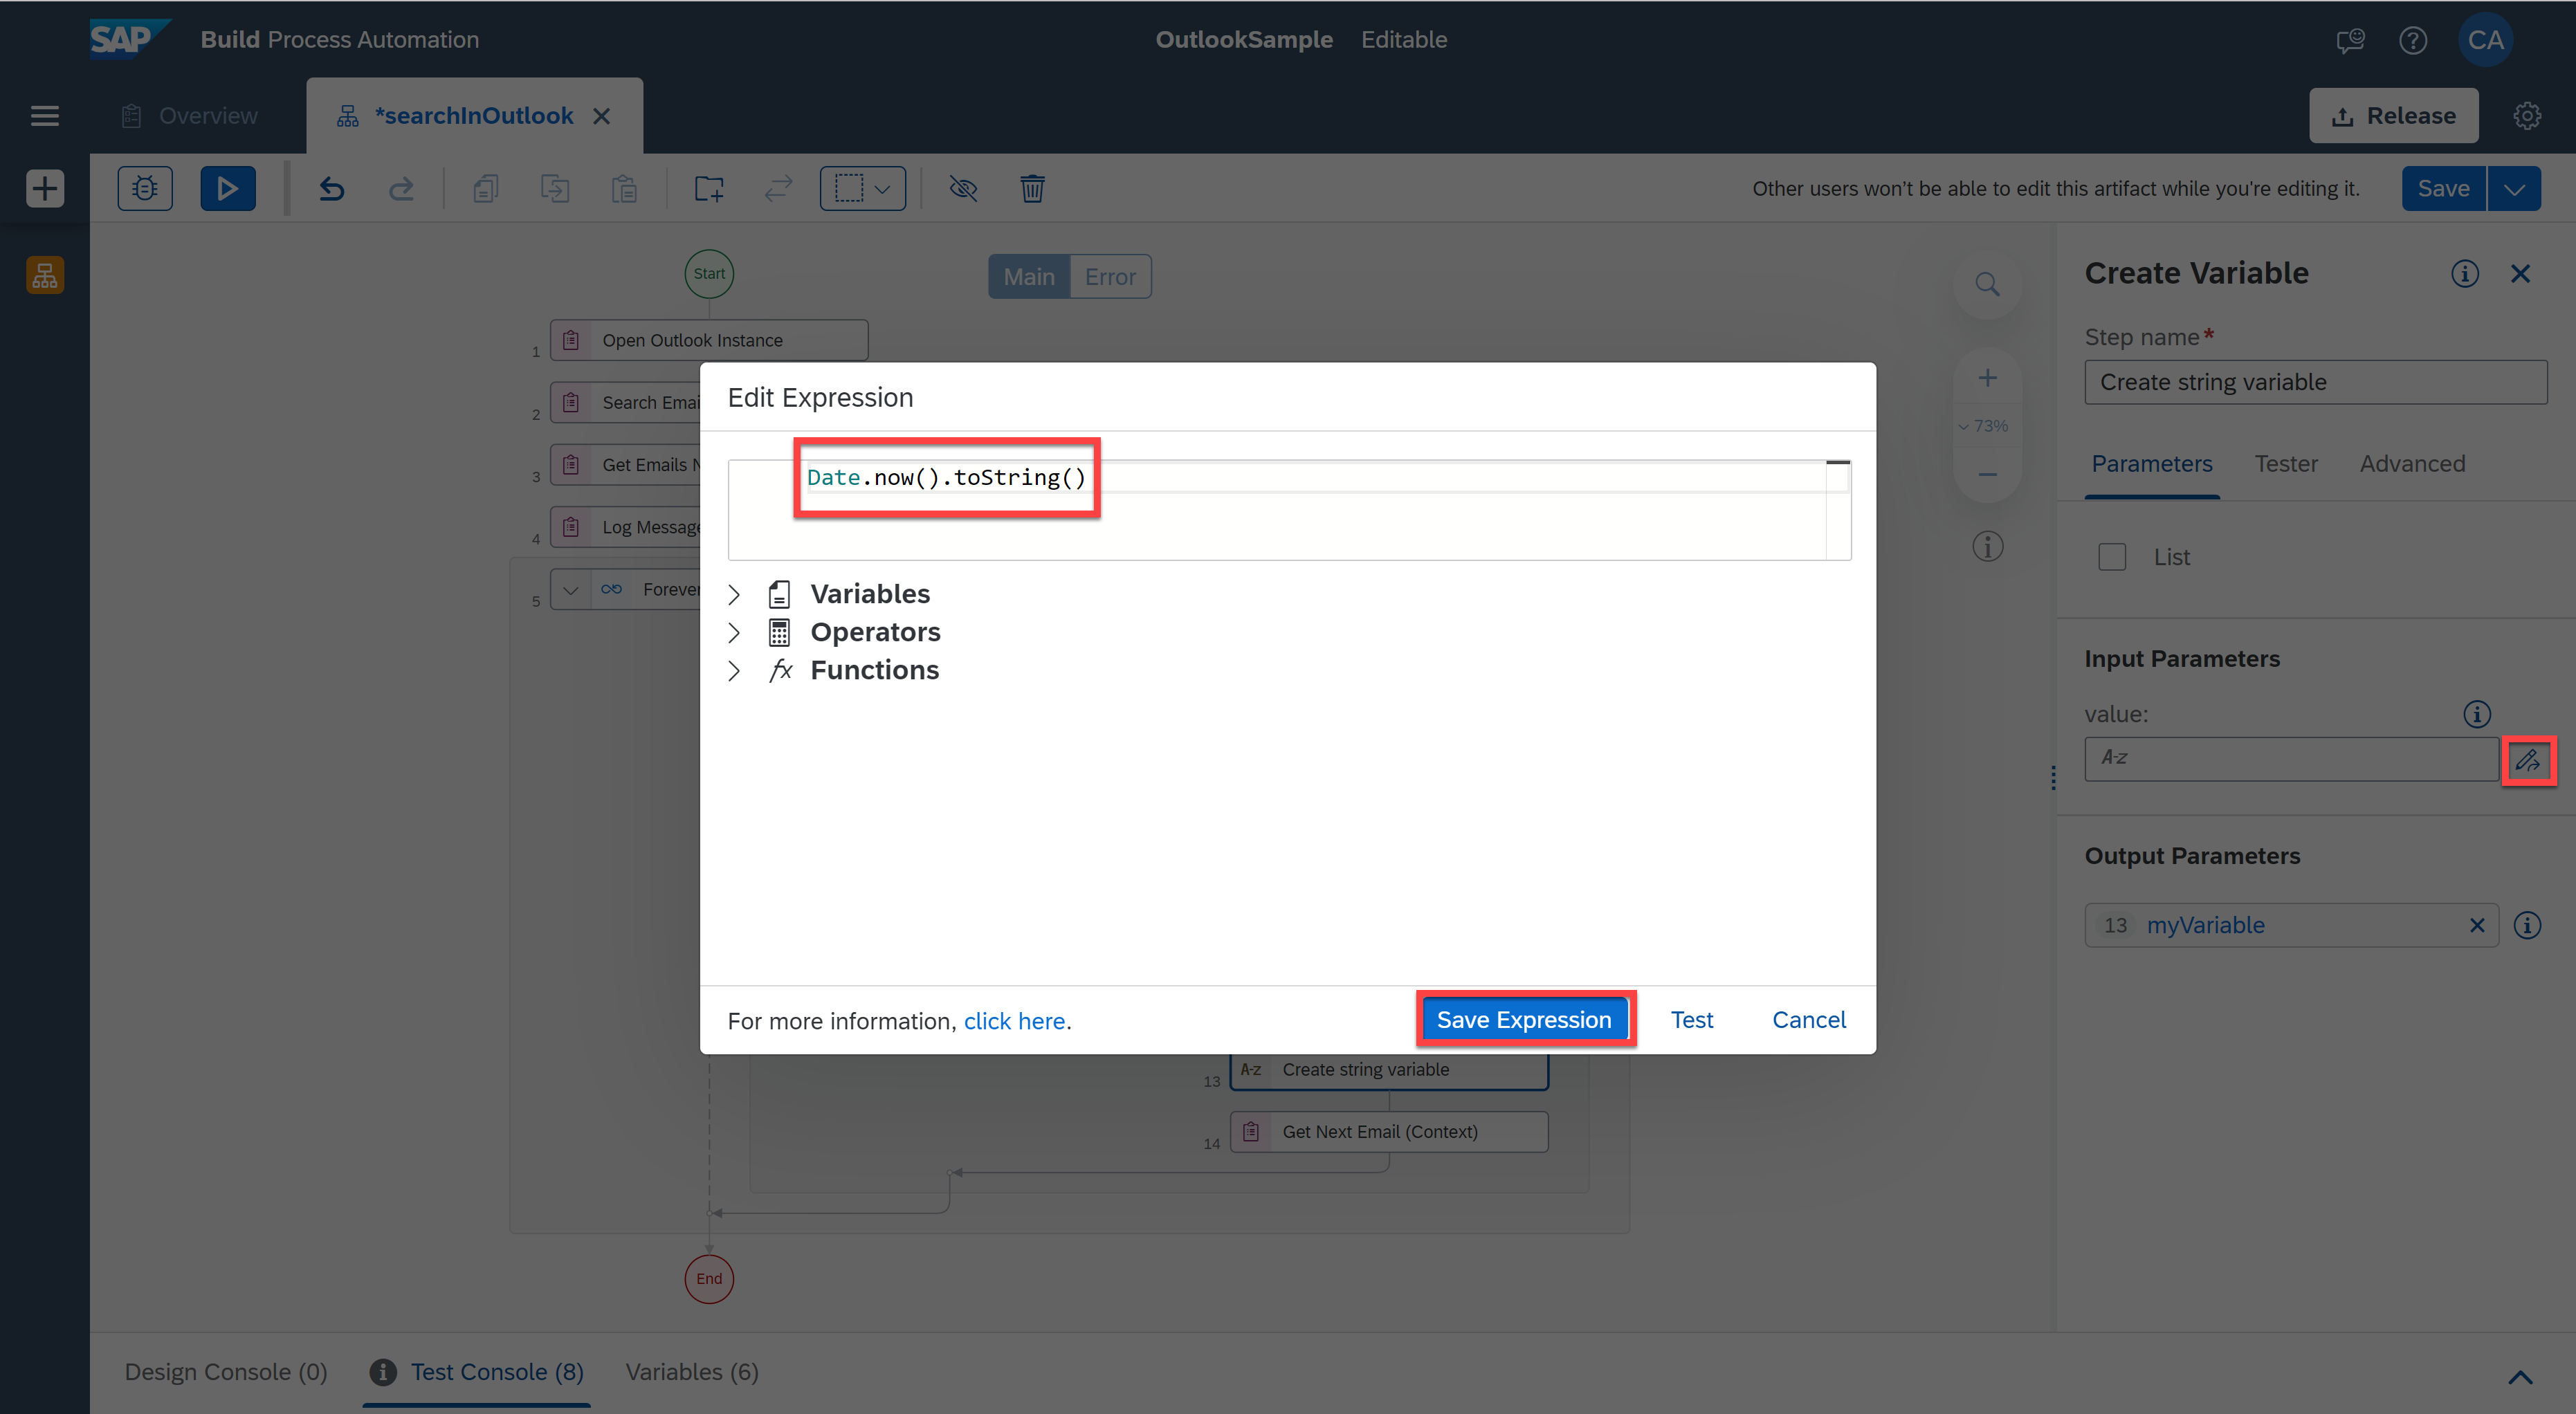 SAP Build Process Automation
OutlookSample Editable
CA
Overview
*searchInOutlook
Release
Other users won't be able to edit this artifact while you're editing it.
Save
Start
Main
Error
1 Open Outlook Instance
2 Search Emai
3 Get Emails N
4 Log Message
5 Forever
73%
Edit Expression
Date.now().toString()
Variables
Operators
fx Functions
For more information, click here.
Save Expression
Test
Cancel
13 A-z Create string variable
14 Get Next Email (Context)
End
Create Variable
Step name*
Create string variable
Parameters
Tester
Advanced
List
Input Parameters
value:
A-z
Output Parameters
13 myVariable
Design Console (0)
Test Console (8)
Variables (6)